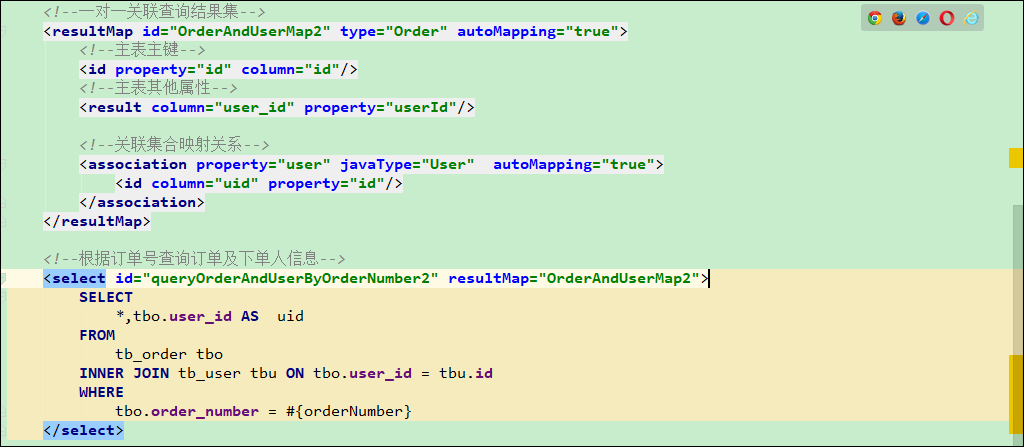 <!--一对一关联查询结果集-->
<resultMap id="OrderAndUserMap2" type="Order" autoMapping="true">
<!--主表主键-->
<id property="id" column="id"/>
<!--主表其他属性-->
<result column="user_id" property="userId"/>
<!--关联集合映射关系-->
<association property="user" javaType="User"  autoMapping="true">
<id column="uid" property="id"/>
</association>
</resultMap>
<!--根据订单号查询订单及下单人信息-->
<select id="queryOrderAndUserByOrderNumber2" resultMap="OrderAndUserMap2">
SELECT
*,tbo.user_id AS  uid
FROM
tb_order tbo
INNER JOIN tb_user tbu ON tbo.user_id = tbu.id
WHERE
tbo.order_number = #{orderNumber}
</select>